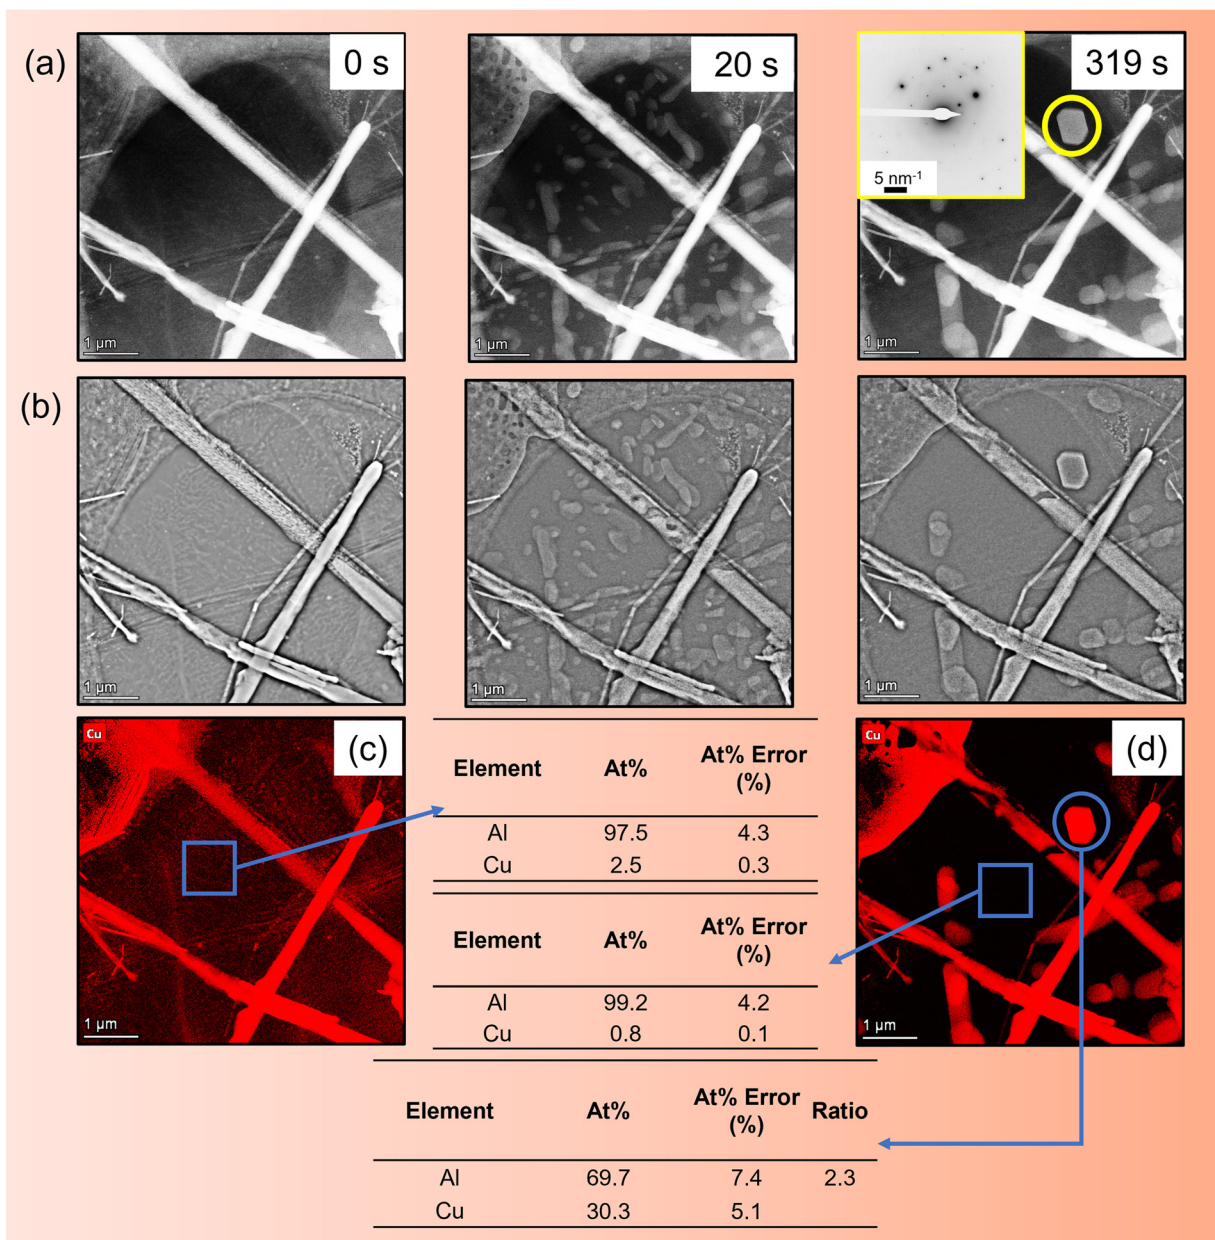 (a)
0 s
20 s
319 s
5 nm-1
1 µm
1 µm
1 µm
(b)
1 µm
1 µm
1 µm
Cu
(c)
1 µm
Cu
(d)
1 µm
Element At% At% Error (%)
Al 97.5 4.3
Cu 2.5 0.3
Element At% At% Error (%)
Al 99.2 4.2
Cu 0.8 0.1
Element At% At% Error (%) Ratio
Al 69.7 7.4 2.3
Cu 30.3 5.1